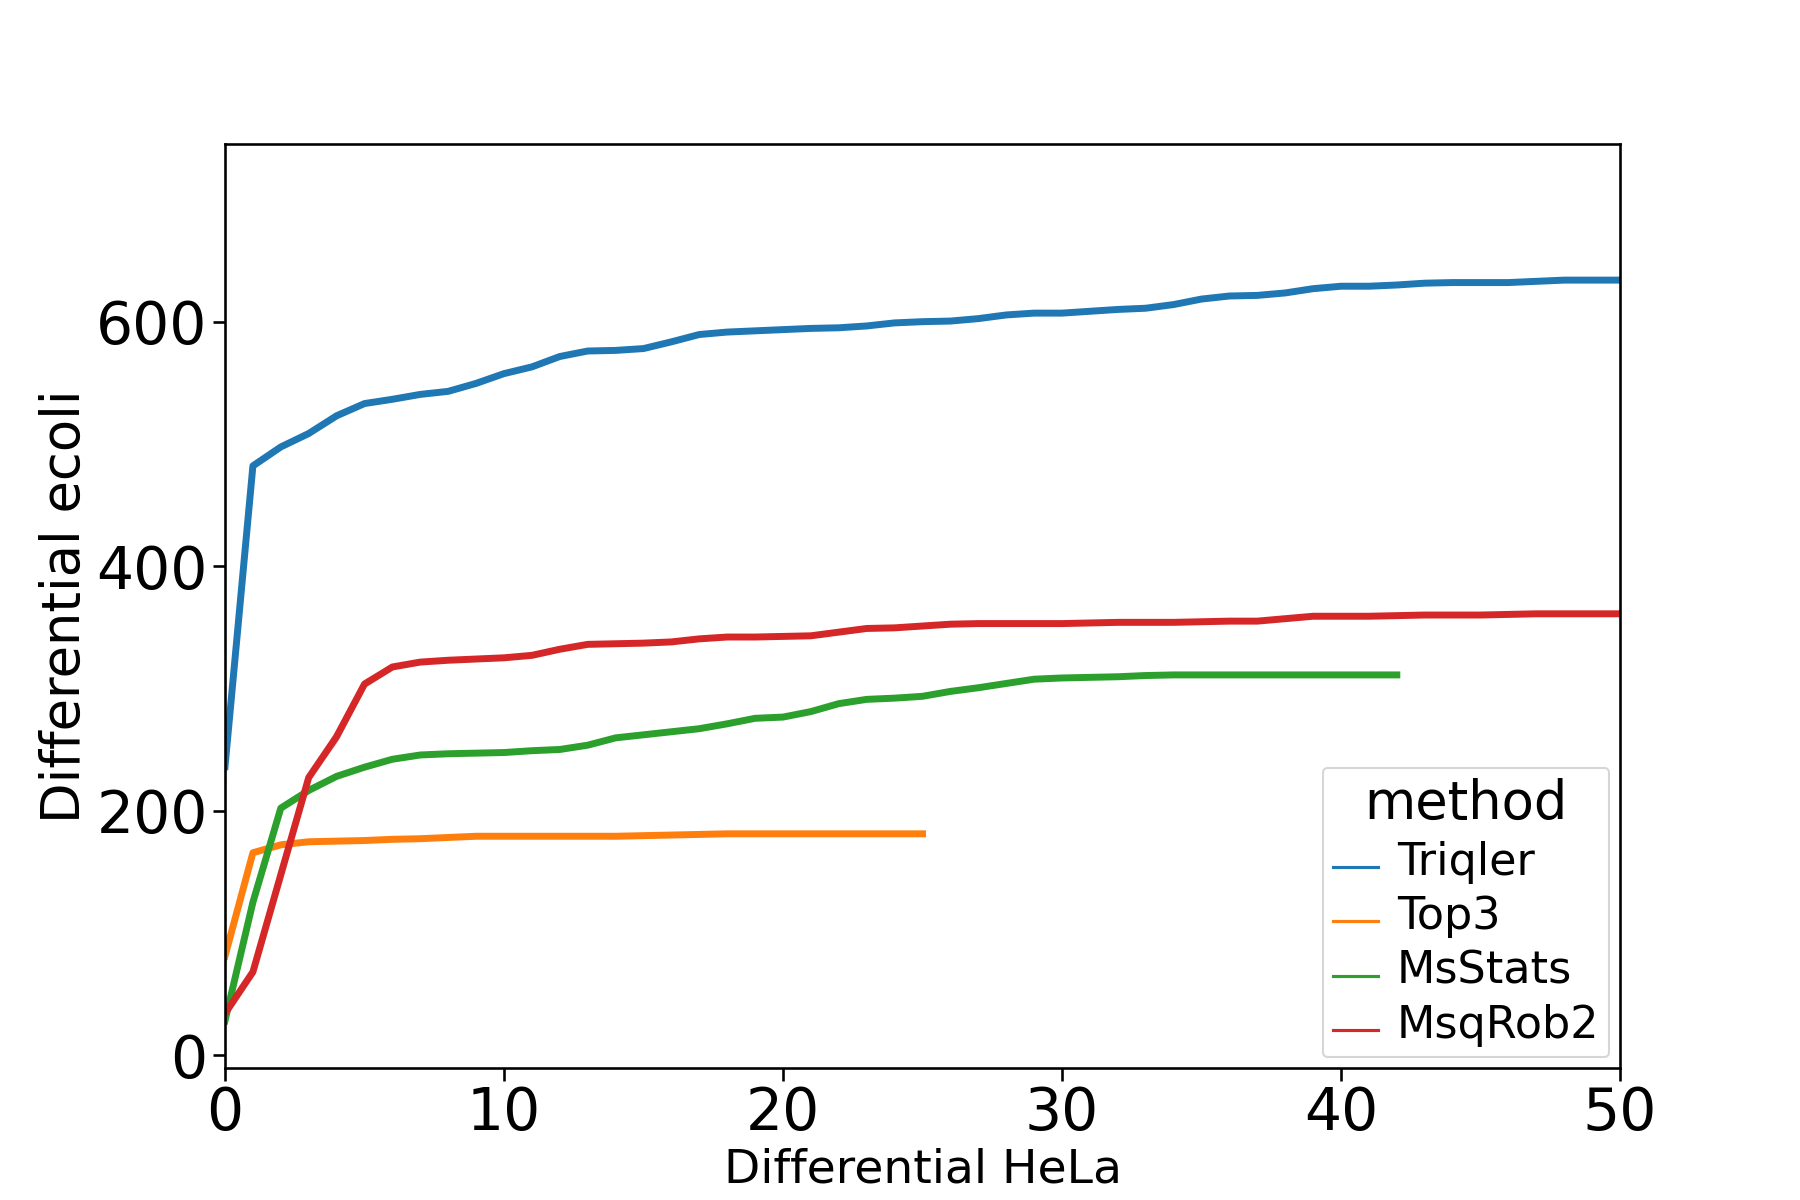 600
400
200
0
Differential ecoli
0 10 20 30 40 50
Differential HeLa
method
Triqler
Top3
MsStats
MsqRob2